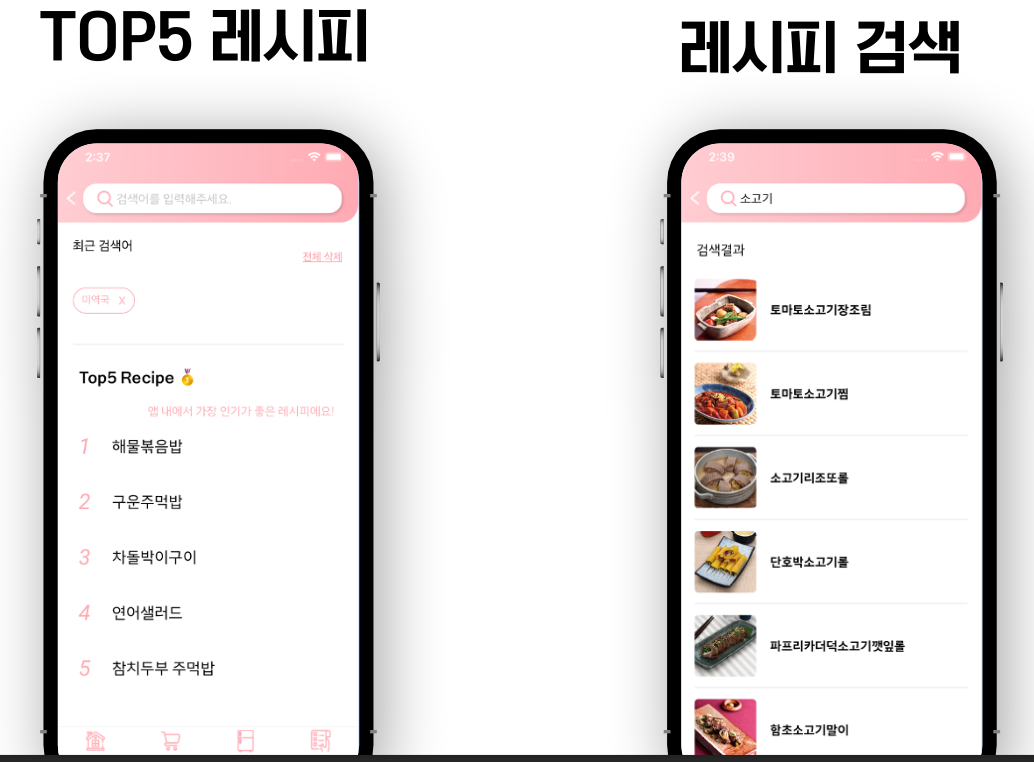 TOP5 레시피
2:37
검색어를 입력해주세요.
최근 검색어
전체 삭제
미역국 X
Top5 Recipe
앱 내에서 가장 인기가 좋은 레시피에요!
1 해물볶음밥
2 구운주먹밥
3 차돌박이구이
4 연어샐러드
5 참치두부 주먹밥
레시피 검색
2:39
소고기
검색결과
토마토소고기장조림
토마토소고기찜
소고기리조또롤
단호박소고기롤
파프리카더덕소고기깻잎롤
함초소고기말이